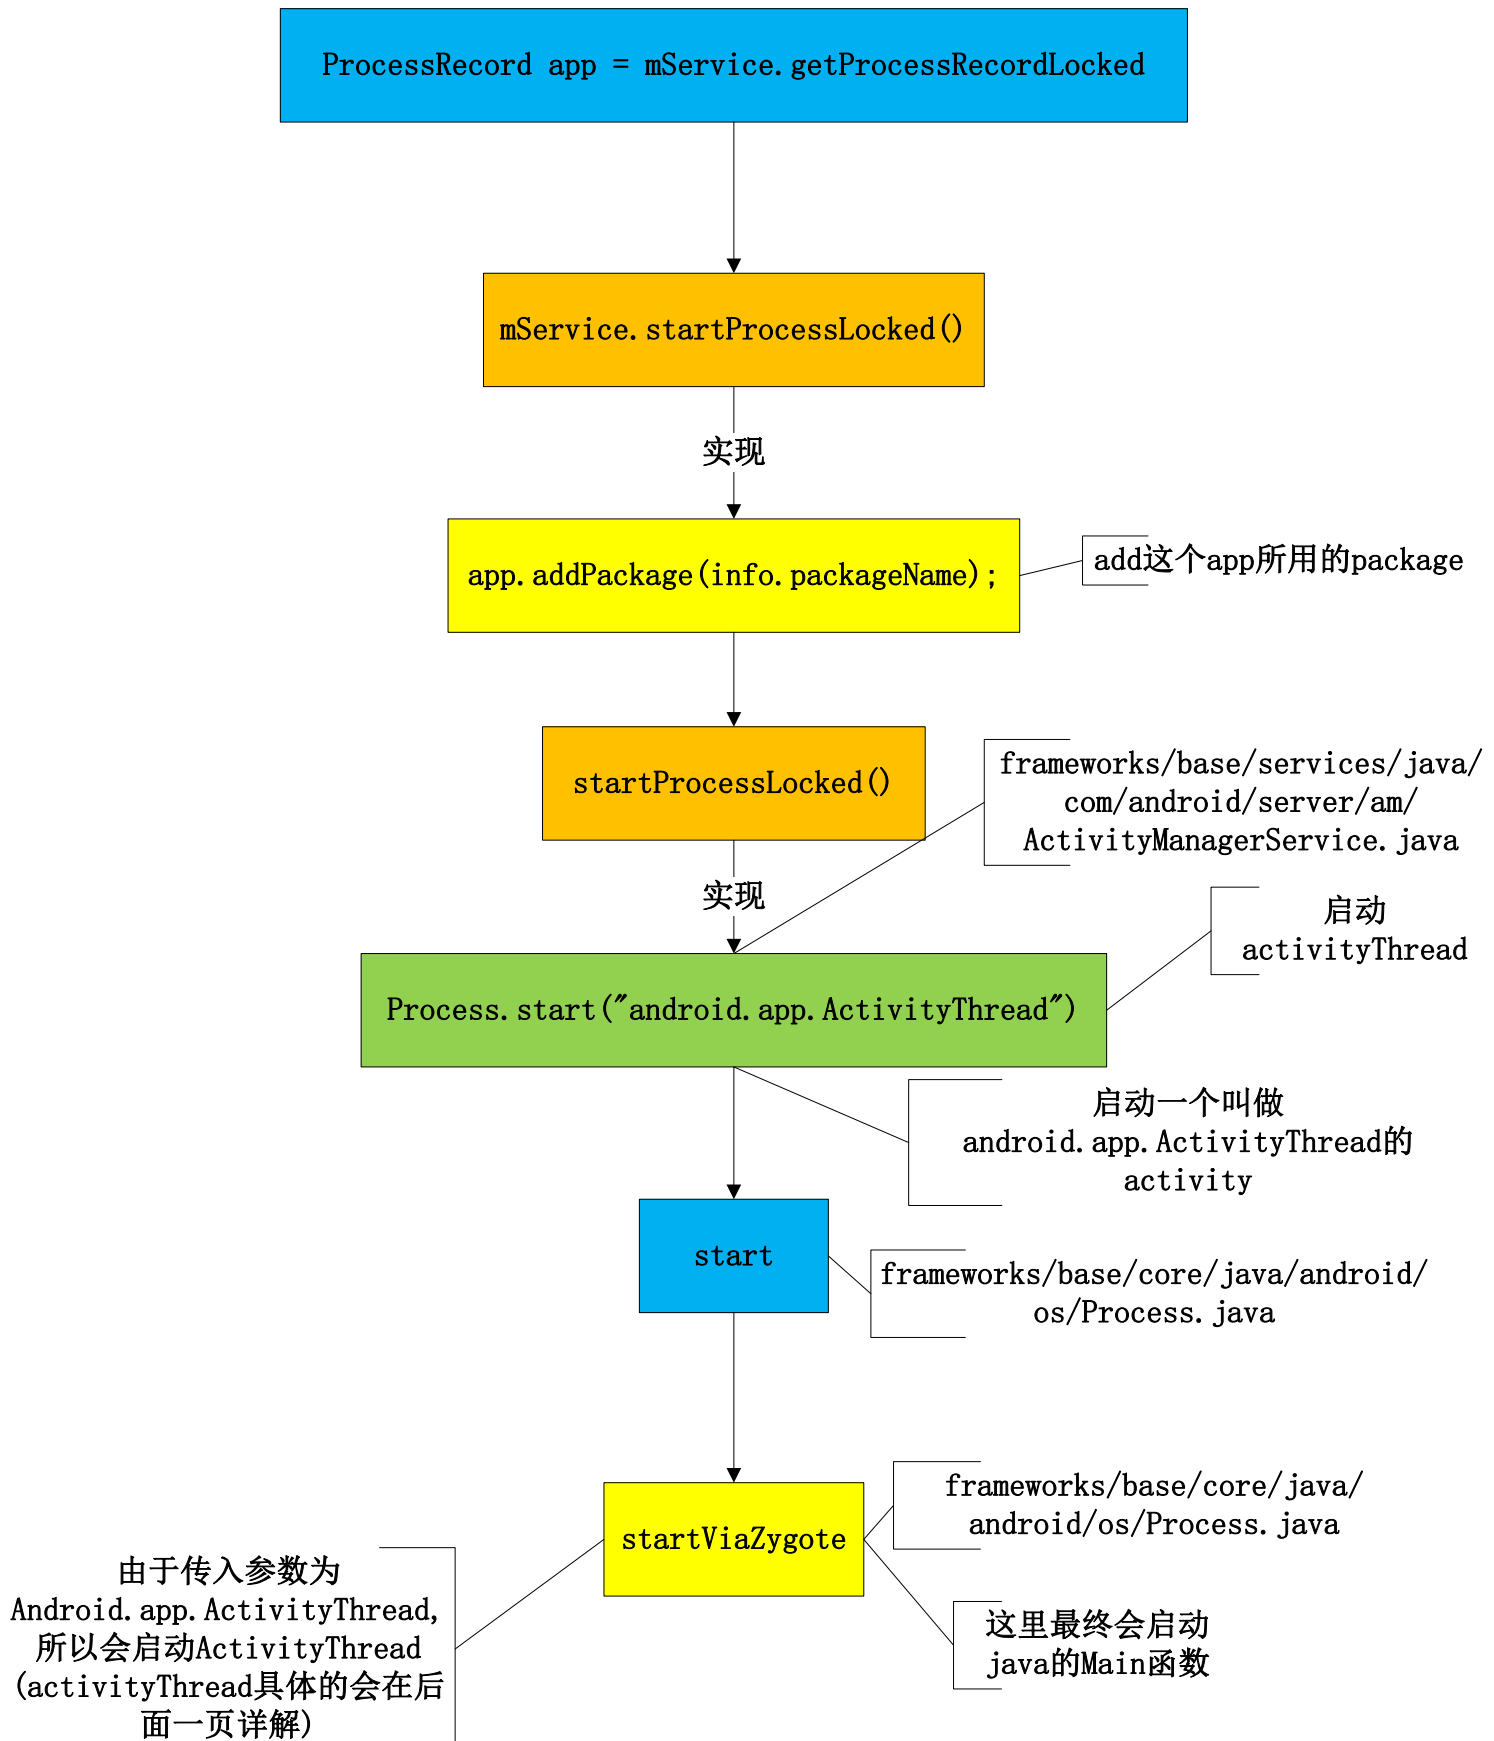 ProcessRecord app = mService.getProcessRecordLocked
mService.startProcessLocked()
实现
app.addPackage(info.packageName);
add这个app所用的package
startProcessLocked()
frameworks/base/services/java/
com/android/server/am/
ActivityManagerService.java
实现
启动
activityThread
Process.start("android.app.ActivityThread")
启动一个叫做
android.app.ActivityThread的
activity
start
frameworks/base/core/java/android/
os/Process.java
startViaZygote
frameworks/base/core/java/
android/os/Process.java
由于传入参数为
Android.app.ActivityThread,
所以会启动ActivityThread
(activityThread具体的会在后
面一页详解)
这里最终会启动
java的Main函数